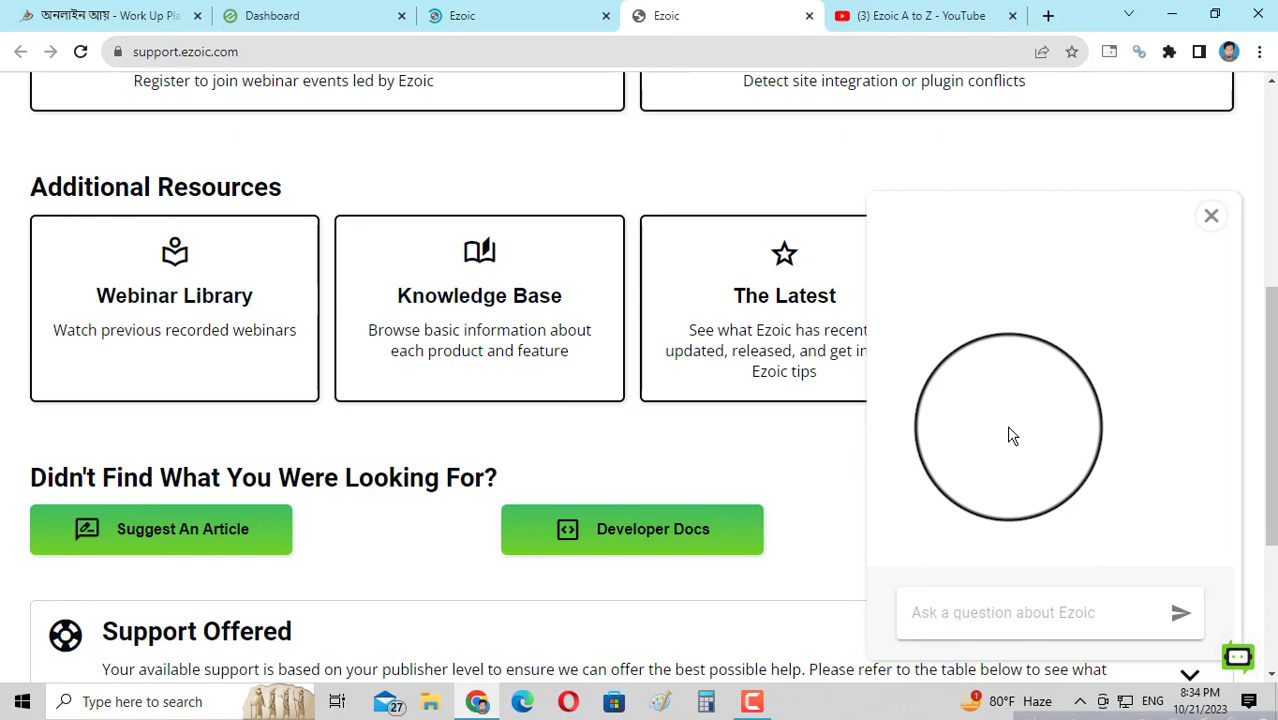 অনলাইন আয় - Work Up Pla
Dashboard
Ezoic
Ezoic
(3) Ezoic A to Z - YouTube
support.ezoic.com
Register to join webinar events led by Ezoic
Detect site integration or plugin conflicts
Additional Resources
Webinar Library
Watch previous recorded webinars
Knowledge Base
Browse basic information about
each product and feature
The Latest
See what Ezoic has recent
updated, released, and get in
Ezoic tips
Didn't Find What You Were Looking For?
Suggest An Article
Developer Docs
Ask a question about Ezoic
Support Offered
Your available support is based on your publisher level to ensure we can offer the best possible help. Please refer to the table below to see what
Type here to search
27
1
80°F Haze
ENG
8:34 PM
10/21/2023